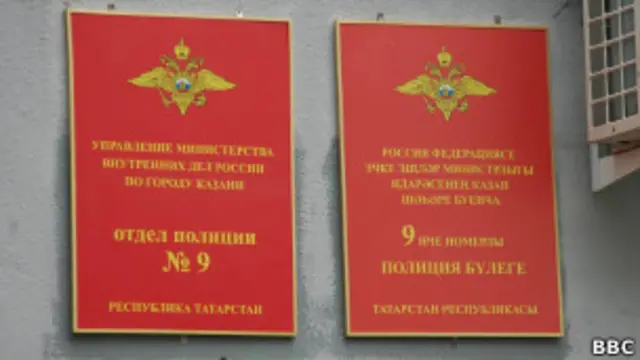 УПРАВЛЕНИЕ МИНИСТЕРСТВА
ВНУТРЕННИХ ДЕЛ РОССИИ
ПО ГОРОДУ КАЗАНИ
отдел полиции
№ 9
РЕСПУБЛИКА ТАТАРСТАН
РОССИЯ ФЕДЕРАЦИЯСЕ
ЭЧКЕ ЭШЛӘР МИНИСТРЛЫГЫ
ИДАРӘСЕНЕҢ КАЗАН
ШӘҺӘРЕ БУЕНЧА
9 НЧЫ НОМЕРЛЫ
ПОЛИЦИЯ БҮЛЕГЕ
ТАТАРСТАН РЕСПУБЛИКАСЫ
BBC